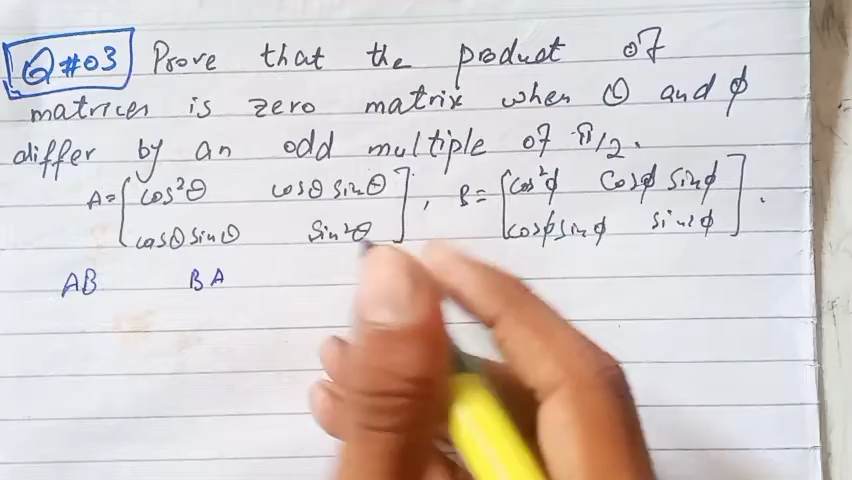 Q#03 Prove that the product of
matrices is zero matrix when θ and φ
differ by an odd multiple of π/2.
A = [cos²θ cosθ sinθ], B = [cos²φ cosφ sinφ].
[cosθ sinθ sin²θ] [cosφ sinφ sin²φ]
AB BA